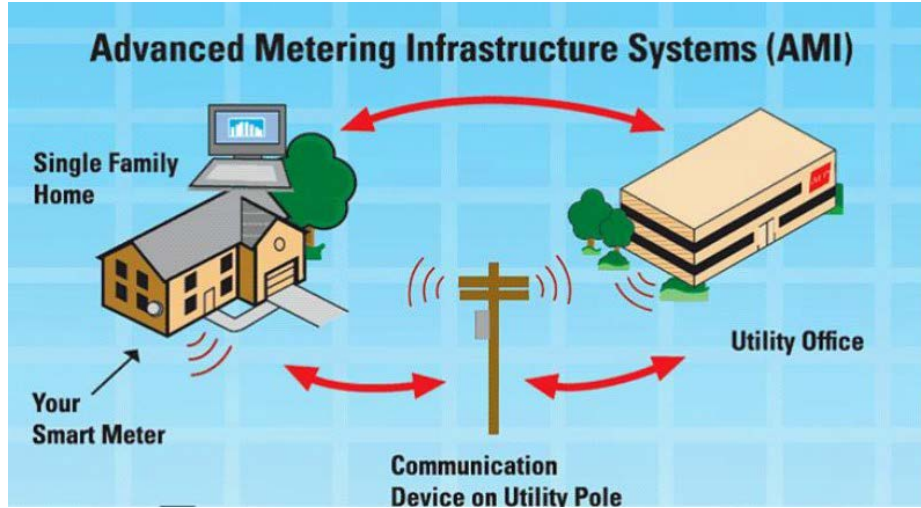 Advanced Metering Infrastructure Systems (AMI)
Single Family
Home
Utility Office
Your
Smart Meter
Communication
Device on Utility Pole